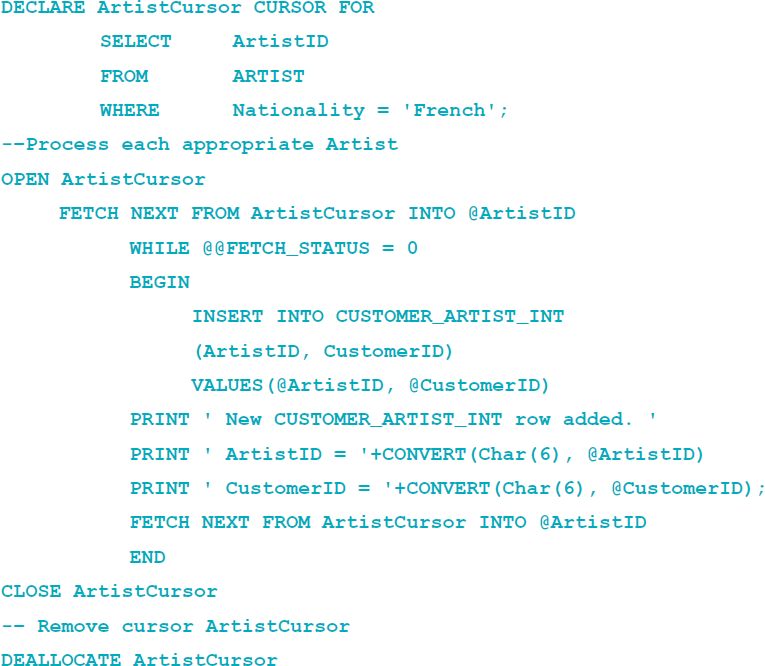 DECLARE ArtistCursor CURSOR FOR
SELECT ArtistID
FROM ARTIST
WHERE Nationality = 'French';
--Process each appropriate Artist
OPEN ArtistCursor
FETCH NEXT FROM ArtistCursor INTO @ArtistID
WHILE @@FETCH_STATUS = 0
BEGIN
INSERT INTO CUSTOMER_ARTIST_INT
(ArtistID, CustomerID)
VALUES(@ArtistID, @CustomerID)
PRINT ' New CUSTOMER_ARTIST_INT row added. '
PRINT ' ArtistID = '+CONVERT(Char(6), @ArtistID)
PRINT ' CustomerID = '+CONVERT(Char(6), @CustomerID);
FETCH NEXT FROM ArtistCursor INTO @ArtistID
END
CLOSE ArtistCursor
-- Remove cursor ArtistCursor
DEALLOCATE ArtistCursor